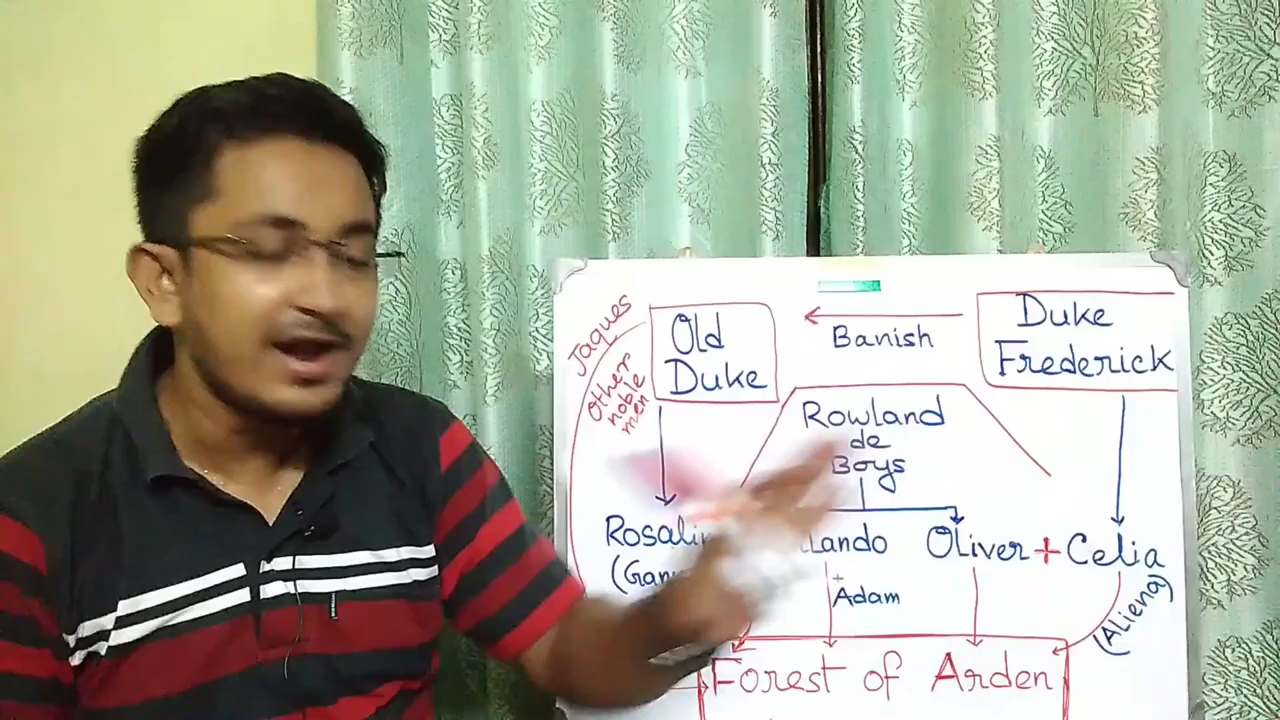 Jaques
Other
noble
men
Old
Duke
Banish
Duke
Frederick
Rowland
de
Boys
Oliver + Celia
+
Adam
(Aliena)
Forest of Arden